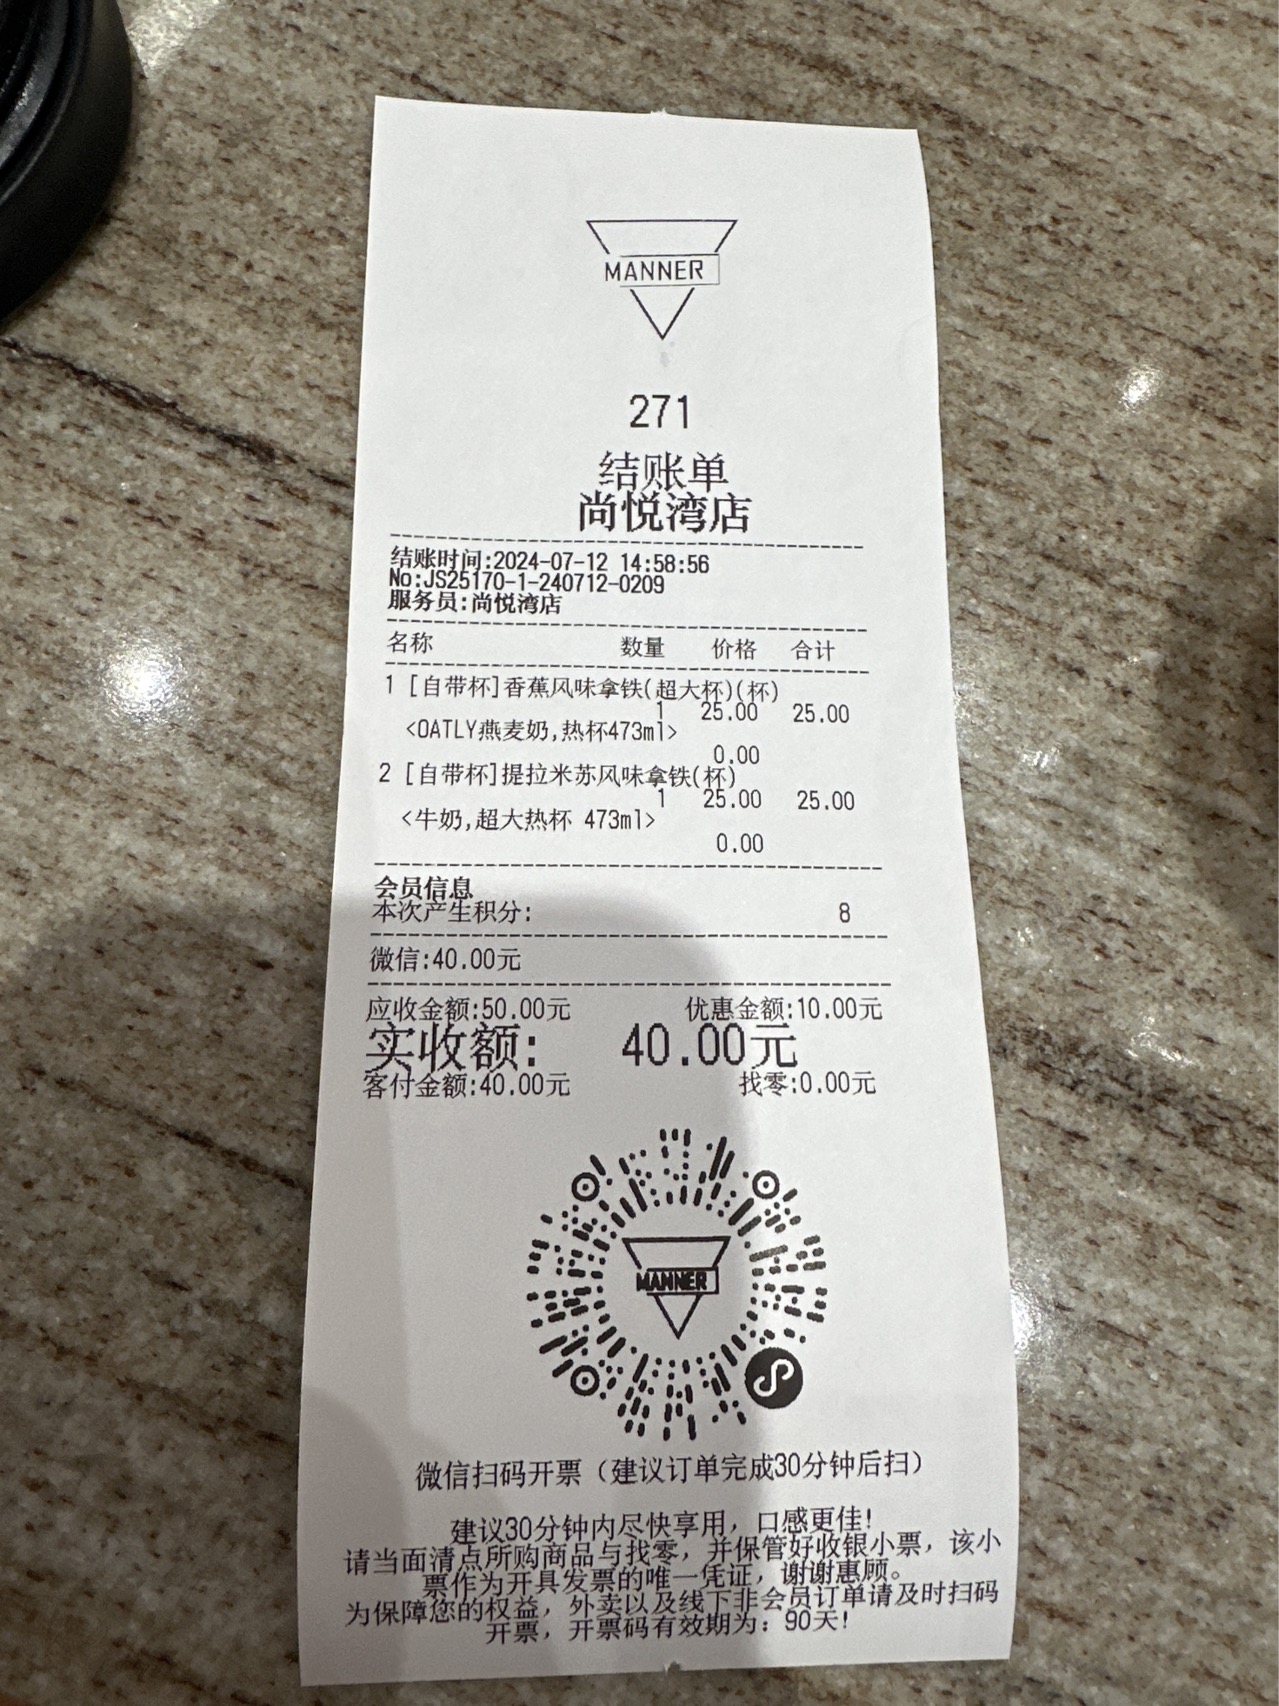 MANNER
271
结账单
尚悦湾店
结账时间:2024-07-12 14:58:56
No:JS25170-1-240712-0209
服务员:尚悦湾店
名称 数量 价格 合计
1 [自带杯]香蕉风味拿铁(超大杯)(杯)
1 25.00 25.00
<OATLY燕麦奶,热杯473ml>
0.00
2 [自带杯]提拉米苏风味拿铁(杯)
1 25.00 25.00
<牛奶,超大热杯 473ml>
0.00
会员信息
本次产生积分: 8
微信:40.00元
应收金额:50.00元 优惠金额:10.00元
实收额: 40.00元
客付金额:40.00元 找零:0.00元
MANNER
微信扫码开票（建议订单完成30分钟后扫）
建议30分钟内尽快享用，口感更佳!
请当面清点所购商品与找零，并保管好收银小票，该小
票作为开具发票的唯一凭证，谢谢惠顾。
为保障您的权益，外卖以及线下非会员订单请及时扫码
开票，开票码有效期为：90天!